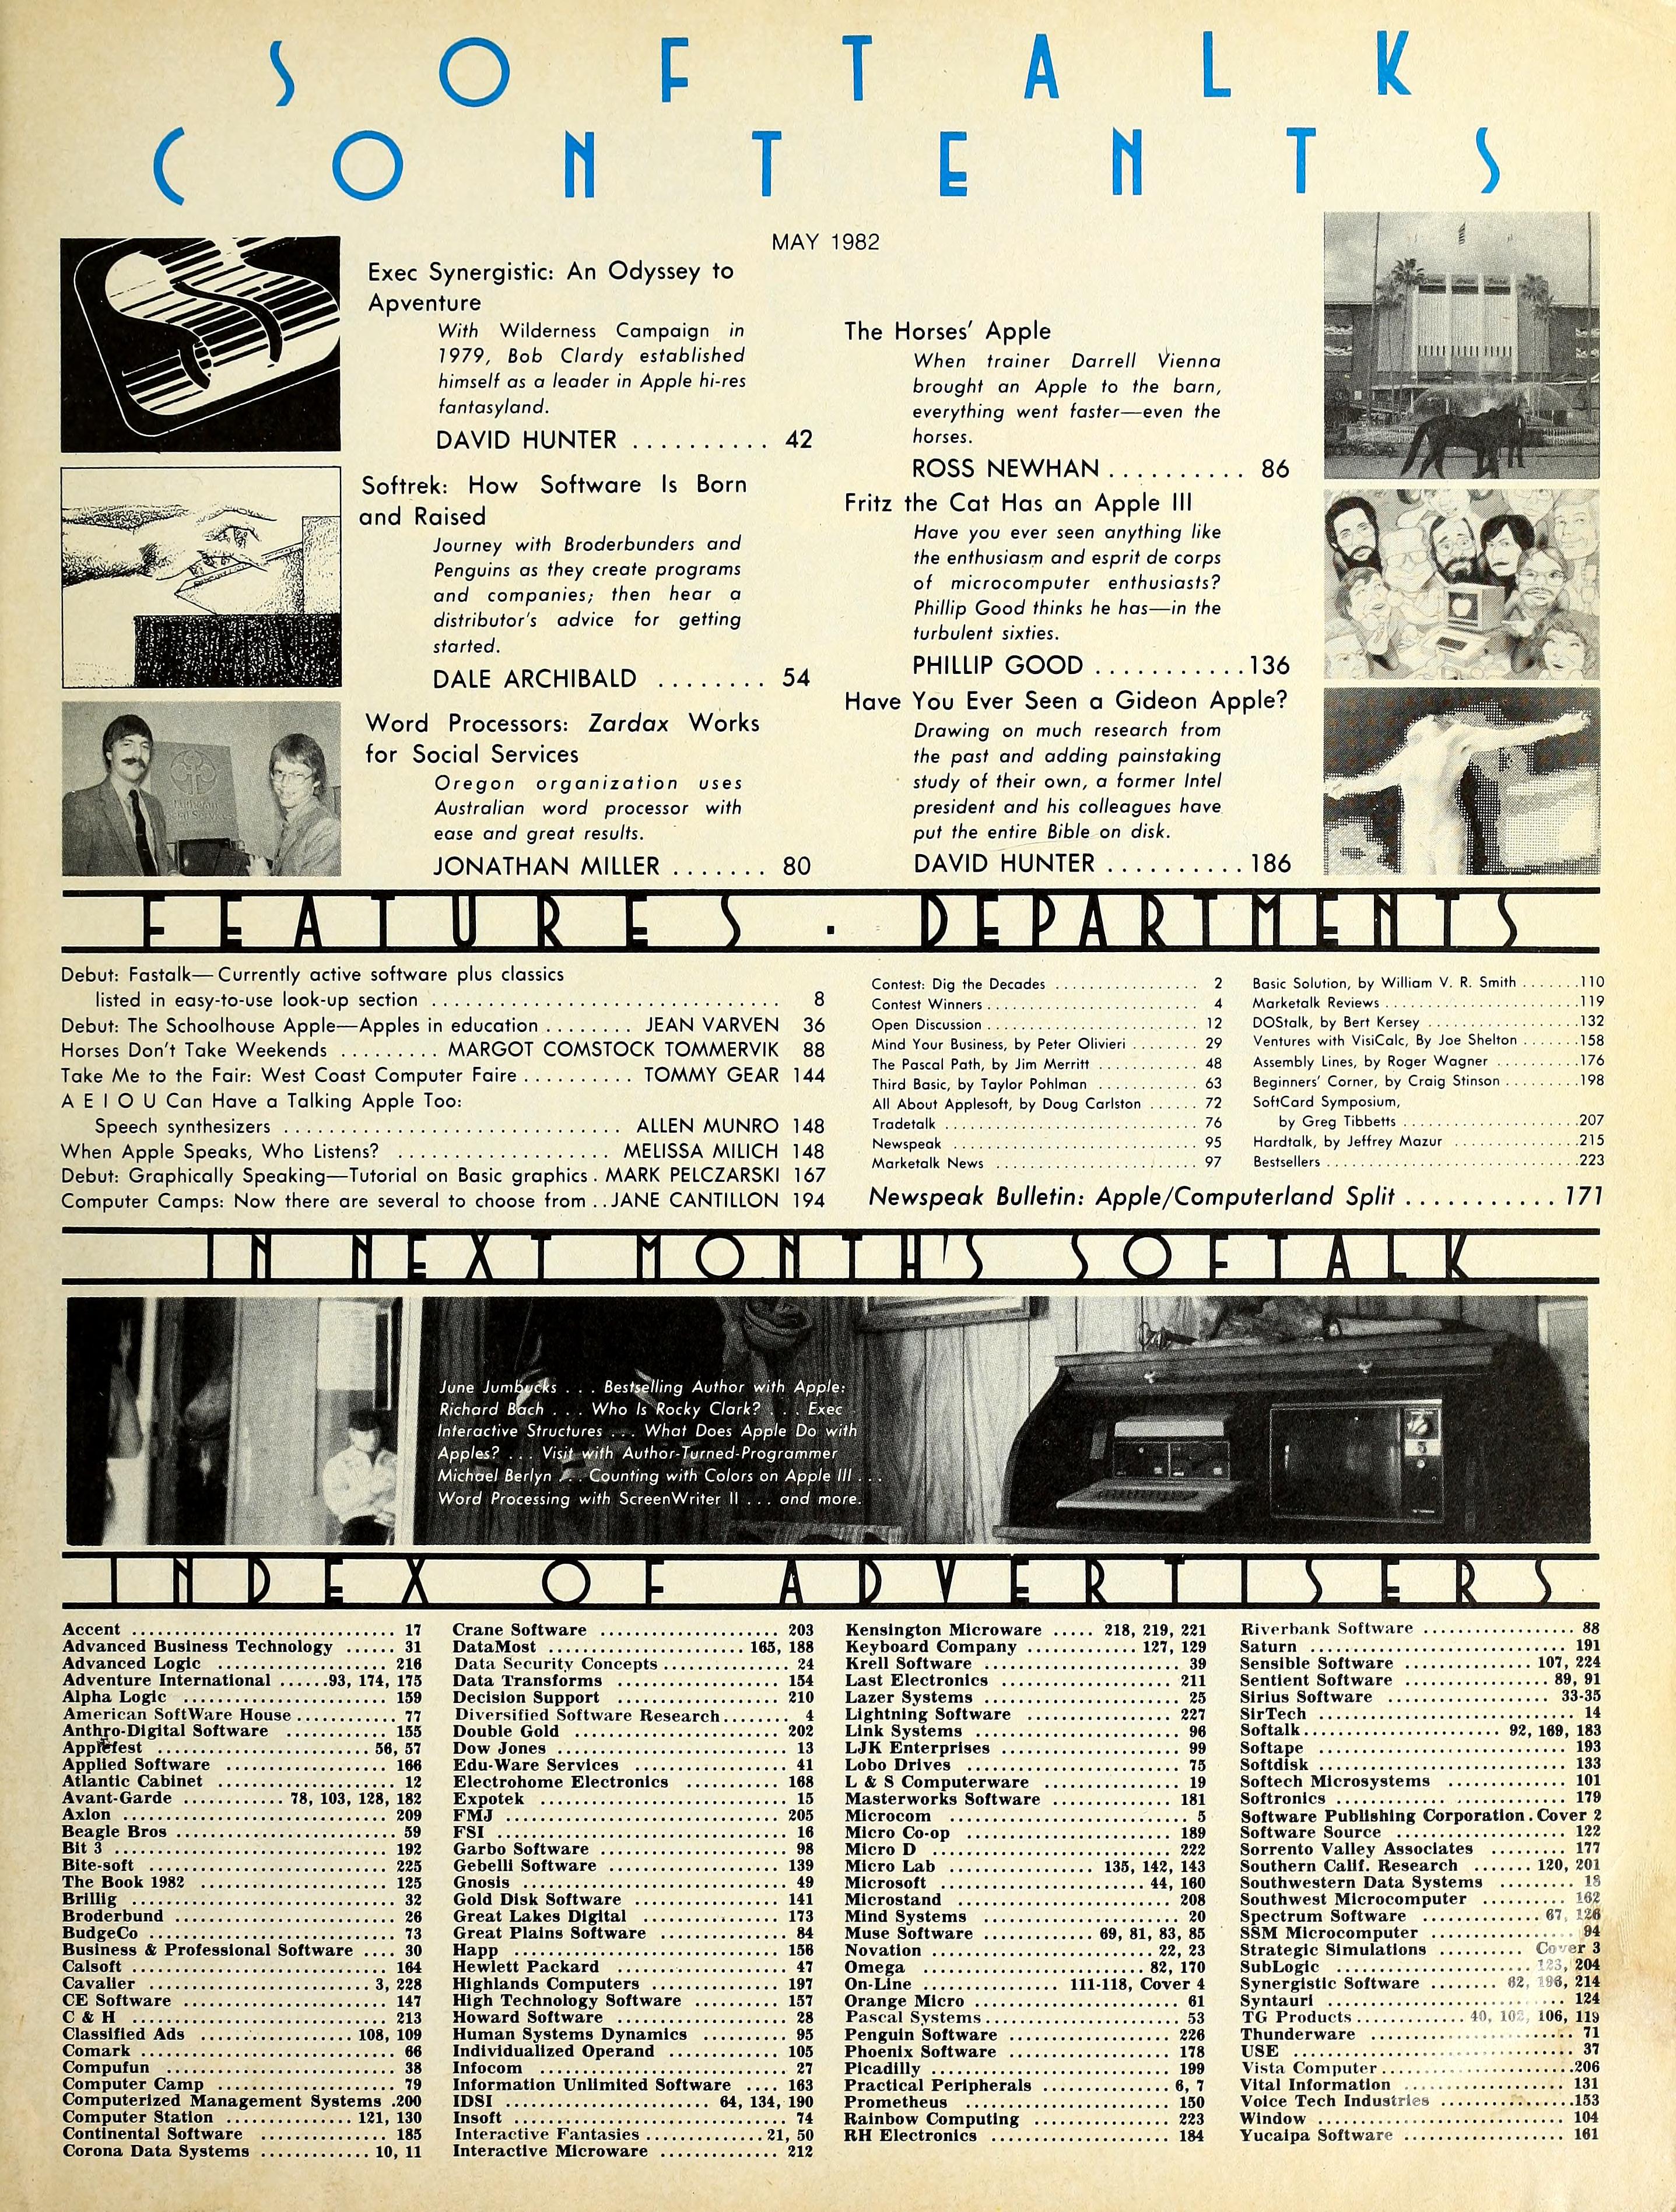 SOFTALK
CONTENTS
MAY 1982
Exec Synergistic: An Odyssey to
Apventure
With Wilderness Campaign in
1979, Bob Clardy established
himself as a leader in Apple hi-res
fantasyland.
DAVID HUNTER .......... 42
Softrek: How Software Is Born
and Raised
Journey with Broderbunders and
Penguins as they create programs
and companies; then hear a
distributor's advice for getting
started.
DALE ARCHIBALD ........ 54
Word Processors: Zardax Works
for Social Services
Oregon organization uses
Australian word processor with
ease and great results.
JONATHAN MILLER ....... 80
The Horses' Apple
When trainer Darrell Vienna
brought an Apple to the barn,
everything went faster—even the
horses.
ROSS NEWHAN .......... 86
Fritz the Cat Has an Apple III
Have you ever seen anything like
the enthusiasm and esprit de corps
of microcomputer enthusiasts?
Phillip Good thinks he has—in the
turbulent sixties.
PHILLIP GOOD ........... 136
Have You Ever Seen a Gideon Apple?
Drawing on much research from
the past and adding painstaking
study of their own, a former Intel
president and his colleagues have
put the entire Bible on disk.
DAVID HUNTER .......... 186
FEATURES · DEPARTMENTS
Debut: Fastalk—Currently active software plus classics
listed in easy-to-use look-up section .......... 8
Debut: The Schoolhouse Apple—Apples in education ........ JEAN VARVEN 36
Horses Don't Take Weekends ......... MARGOT COMSTOCK TOMMERVIK 88
Take Me to the Fair: West Coast Computer Faire .......... TOMMY GEAR 144
A E I O U Can Have a Talking Apple Too:
Speech synthesizers .......... ALLEN MUNRO 148
When Apple Speaks, Who Listens? .......... MELISSA MILICH 148
Debut: Graphically Speaking—Tutorial on Basic graphics . MARK PELCZARSKI 167
Computer Camps: Now there are several to choose from .. JANE CANTILLON 194
Contest: Dig the Decades .......... 2
Contest Winners .......... 4
Open Discussion .......... 12
Mind Your Business, by Peter Olivieri ........ 29
The Pascal Path, by Jim Merritt .......... 48
Third Basic, by Taylor Pohlman .......... 63
All About Applesoft, by Doug Carlston ...... 72
Tradetalk .......... 76
Newspeak .......... 95
Marketalk News .......... 97
Basic Solution, by William V. R. Smith .......110
Marketalk Reviews ..........119
DOStalk, by Bert Kersey ..........132
Ventures with VisiCalc, By Joe Shelton .......158
Assembly Lines, by Roger Wagner ..........176
Beginners' Corner, by Craig Stinson .........198
SoftCard Symposium,
by Greg Tibbetts ..........207
Hardtalk, by Jeffrey Mazur ..........215
Bestsellers ..........223
Newspeak Bulletin: Apple/Computerland Split ........... 171
IN NEXT MONTH'S SOFTALK
June Jumbucks . . . Bestselling Author with Apple:
Richard Bach . . . Who Is Rocky Clark? . . . Exec
Interactive Structures . . . What Does Apple Do with
Apples? . . . Visit with Author-Turned-Programmer
Michael Berlyn . . . Counting with Colors on Apple III . . .
Word Processing with ScreenWriter II . . . and more.
INDEX OF ADVERTISERS
Accent .......... 17
Advanced Business Technology ...... 31
Advanced Logic .......... 216
Adventure International ......93, 174, 175
Alpha Logic .......... 159
American SoftWare House .......... 77
Anthro-Digital Software .......... 155
Applefest .......... 56, 57
Applied Software .......... 166
Atlantic Cabinet .......... 12
Avant-Garde .......... 78, 103, 128, 182
Axlon .......... 209
Beagle Bros .......... 59
Bit 3 .......... 192
Bite-soft .......... 225
The Book 1982 .......... 125
Brillig .......... 32
Broderbund .......... 26
BudgeCo .......... 73
Business & Professional Software .... 30
Calsoft .......... 164
Cavalier .......... 3, 228
CE Software .......... 147
C & H .......... 213
Classified Ads .......... 108, 109
Comark .......... 66
Compufun .......... 38
Computer Camp .......... 79
Computerized Management Systems .200
Computer Station .......... 121, 130
Continental Software .......... 185
Corona Data Systems .......... 10, 11
Crane Software .......... 203
DataMost .......... 165, 188
Data Security Concepts .......... 24
Data Transforms .......... 154
Decision Support .......... 210
Diversified Software Research ........ 4
Double Gold .......... 202
Dow Jones .......... 13
Edu-Ware Services .......... 41
Electrohome Electronics .......... 168
Expotek .......... 15
FMJ .......... 205
FSI .......... 16
Garbo Software .......... 98
Gebelli Software .......... 139
Gnosis .......... 49
Gold Disk Software .......... 141
Great Lakes Digital .......... 173
Great Plains Software .......... 84
Happ .......... 156
Hewlett Packard .......... 47
Highlands Computers .......... 197
High Technology Software .......... 157
Howard Software .......... 28
Human Systems Dynamics .......... 95
Individualized Operand .......... 105
Infocom .......... 27
Information Unlimited Software .... 163
IDSI .......... 64, 134, 190
Insoft .......... 74
Interactive Fantasies .......... 21, 50
Interactive Microware .......... 212
Kensington Microware ..... 218, 219, 221
Keyboard Company .......... 127, 129
Krell Software .......... 39
Last Electronics .......... 211
Lazer Systems .......... 25
Lightning Software .......... 227
Link Systems .......... 96
LJK Enterprises .......... 99
Lobo Drives .......... 75
L & S Computerware .......... 19
Masterworks Software .......... 181
Microcom .......... 5
Micro Co-op .......... 189
Micro D .......... 222
Micro Lab .......... 135, 142, 143
Microsoft .......... 44, 160
Microstand .......... 208
Mind Systems .......... 20
Muse Software .......... 69, 81, 83, 85
Novation .......... 22, 23
Omega .......... 82, 170
On-Line .......... 111-118, Cover 4
Orange Micro .......... 61
Pascal Systems .......... 53
Penguin Software .......... 226
Phoenix Software .......... 178
Picadilly .......... 199
Practical Peripherals .......... 6, 7
Prometheus .......... 150
Rainbow Computing .......... 223
RH Electronics .......... 184
Riverbank Software .......... 88
Saturn .......... 191
Sensible Software .......... 107, 224
Sentient Software .......... 89, 91
Sirius Software .......... 33-35
SirTech .......... 14
Softalk .......... 92, 169, 183
Softape .......... 193
Softdisk .......... 133
Softech Microsystems .......... 101
Softronics .......... 179
Software Publishing Corporation . Cover 2
Software Source .......... 122
Sorrento Valley Associates ......... 177
Southern Calif. Research ....... 120, 201
Southwestern Data Systems ......... 18
Southwest Microcomputer .......... 162
Spectrum Software .......... 67, 126
SSM Microcomputer .......... 94
Strategic Simulations .......... Cover 3
SubLogic .......... 123, 204
Synergistic Software ........ 62, 196, 214
Syntauri .......... 124
TG Products .......... 40, 102, 106, 119
Thunderware .......... 71
USE .......... 37
Vista Computer ..........206
Vital Information .......... 131
Voice Tech Industries ..........153
Window .......... 104
Yucaipa Software .......... 161